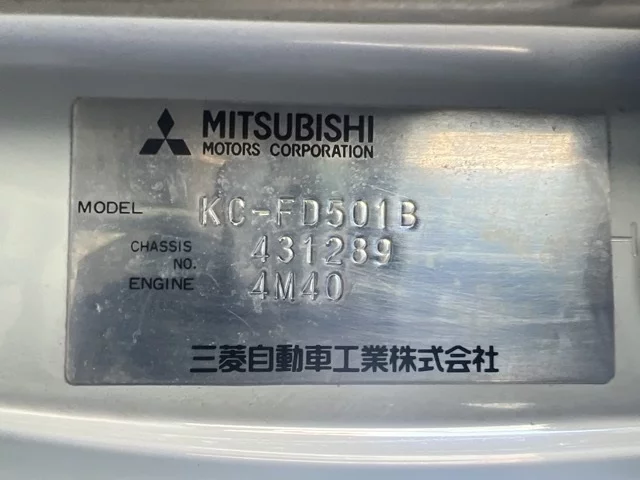 MITSUBISHI
MOTORS CORPORATION
MODEL KC-FD501B
CHASSIS NO. 431289
ENGINE 4M40
三菱自動車工業株式会社